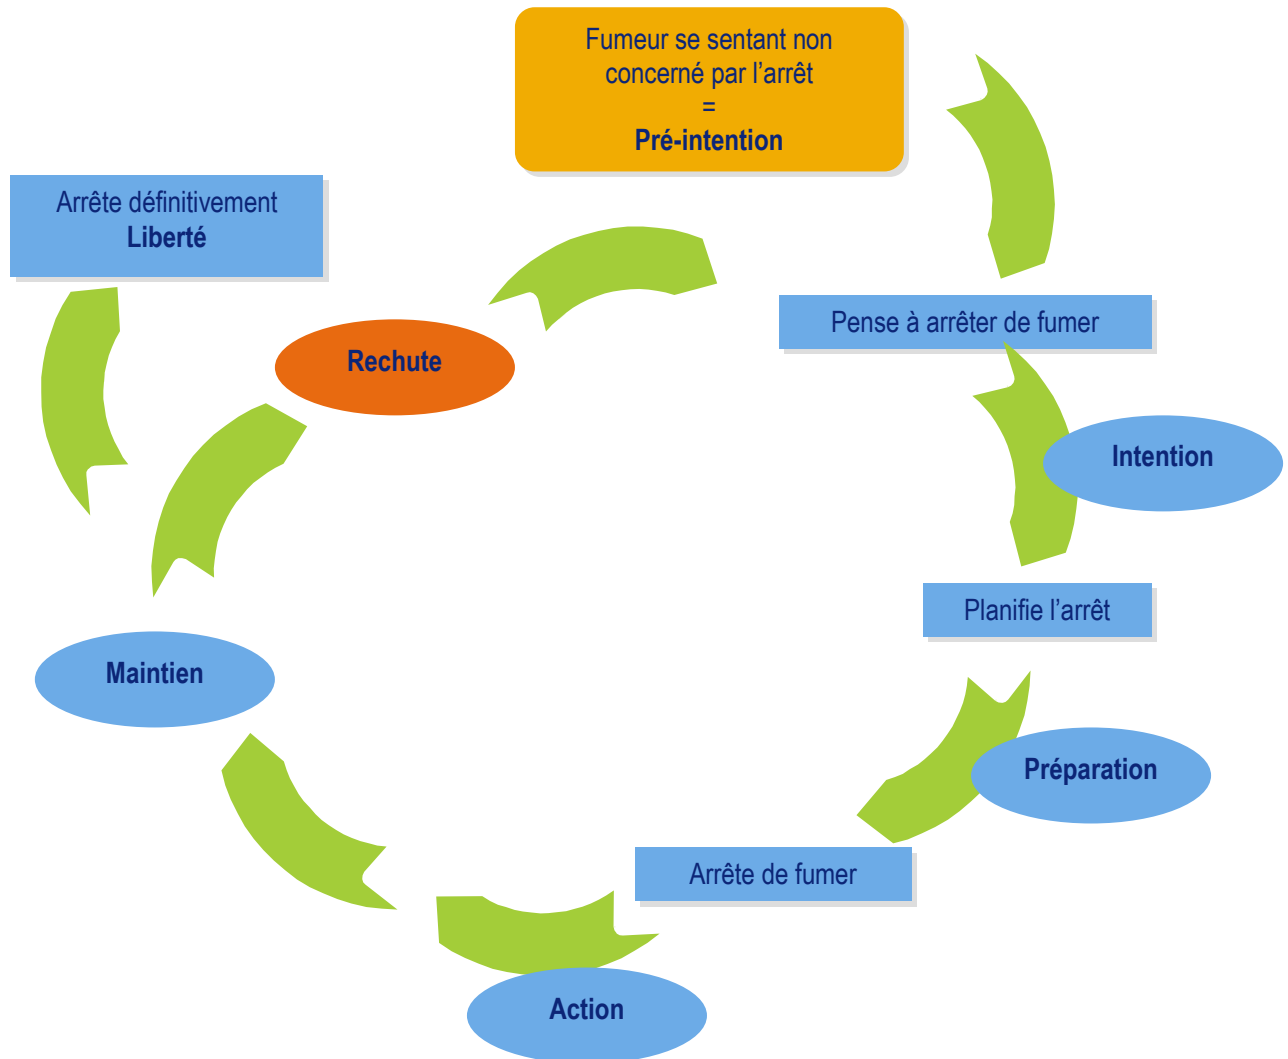 Fumeur se sentant non
concerné par l’arrêt
=
Pré-intention
Arrête définitivement
Liberté
Pense à arrêter de fumer
Rechute
Intention
Planifie l’arrêt
Maintien
Préparation
Arrête de fumer
Action